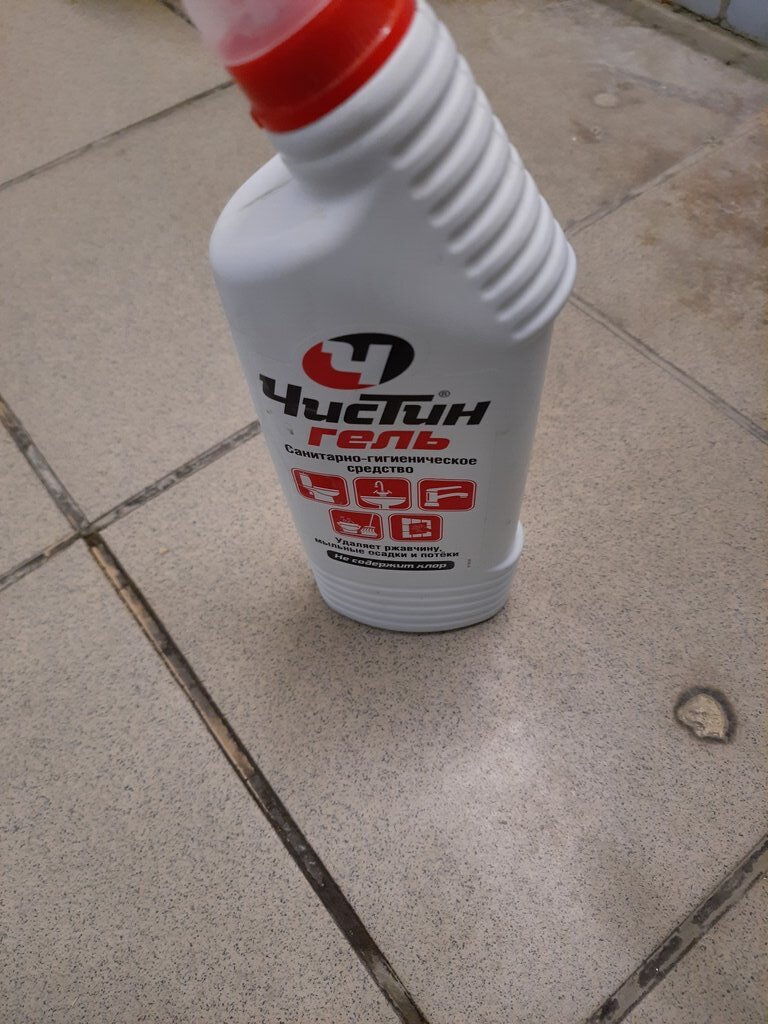 Ч
Чистин®
гель
Санитарно-гигиеническое
средство
Удаляет ржавчину,
мыльные осадки и потёки
Не содержит хлор